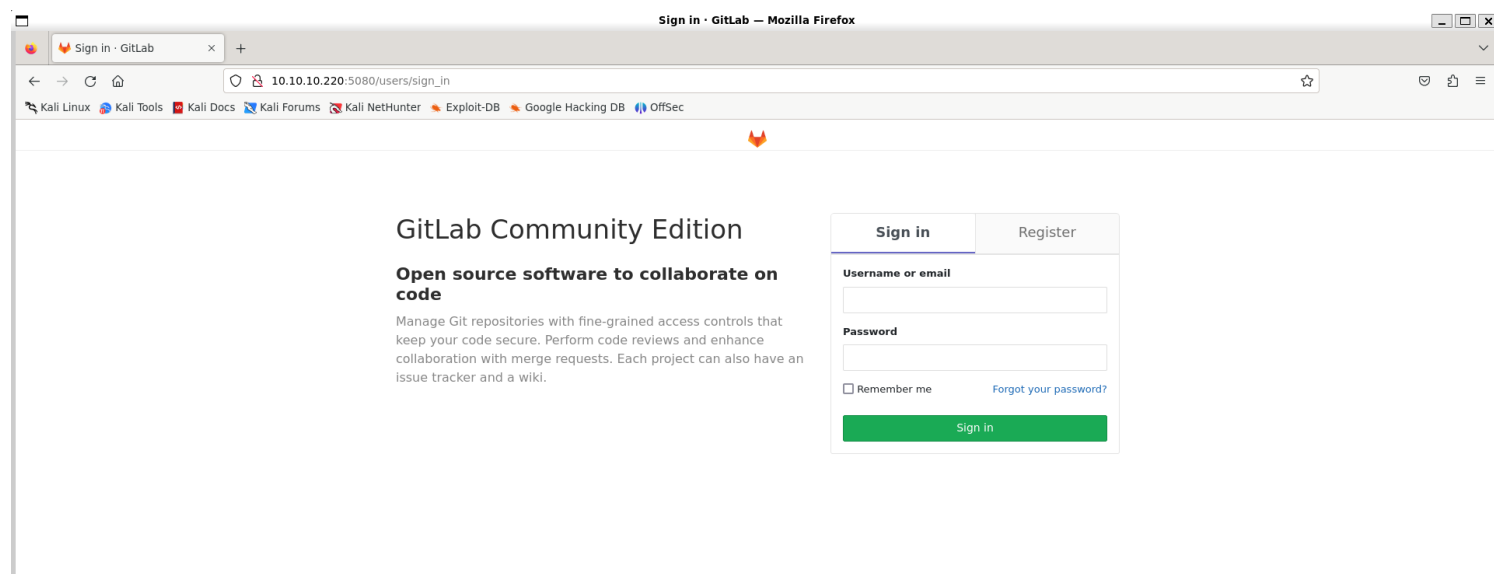 Sign in · GitLab — Mozilla Firefox
Sign in · GitLab
10.10.10.220:5080/users/sign_in
Kali Linux Kali Tools Kali Docs Kali Forums Kali NetHunter Exploit-DB Google Hacking DB OffSec
GitLab Community Edition
Open source software to collaborate on
code
Manage Git repositories with fine-grained access controls that
keep your code secure. Perform code reviews and enhance
collaboration with merge requests. Each project can also have an
issue tracker and a wiki.
Sign in Register
Username or email
Password
Remember me Forgot your password?
Sign in